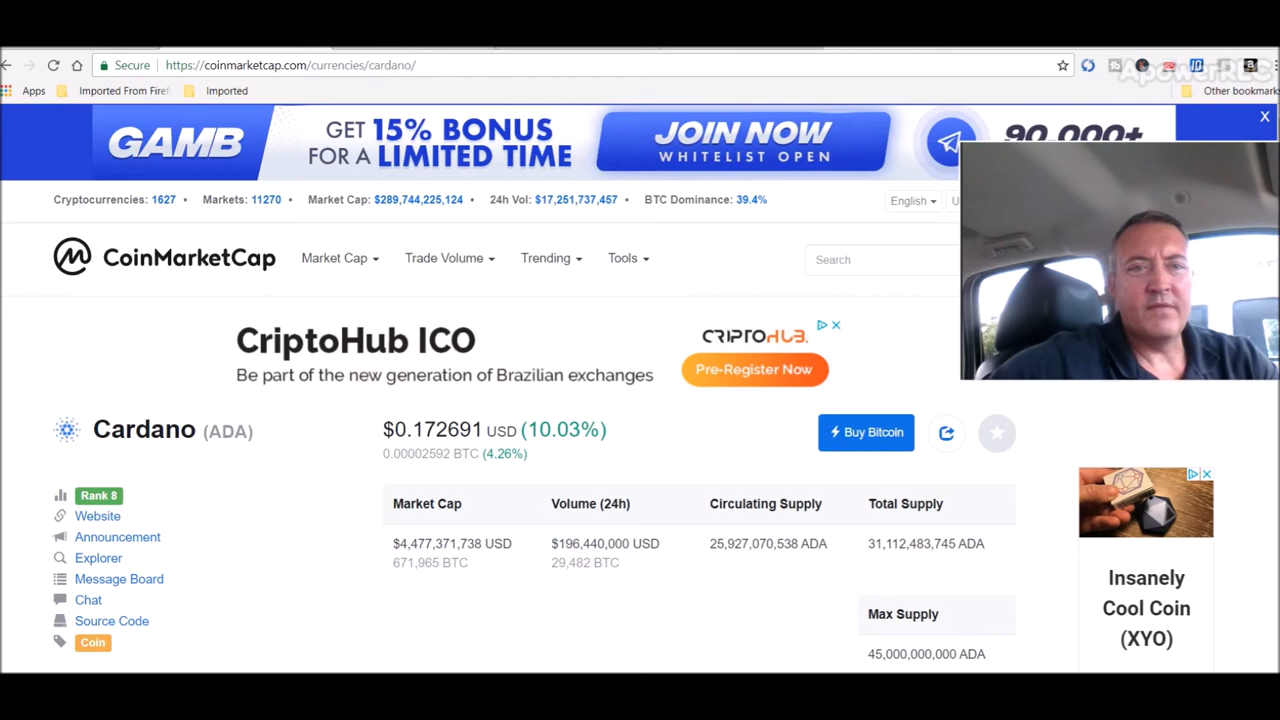 ApowerREC
Secure https://coinmarketcap.com/currencies/cardano/
Apps Imported From Firef Imported Other bookmark
GAMB GET 15% BONUS JOIN NOW 90,000+ X
FOR A LIMITED TIME WHITELIST OPEN
Cryptocurrencies: 1627 • Markets: 11270 • Market Cap: $289,744,225,124 • 24h Vol: $17,251,737,457 • BTC Dominance: 39.4% English U
CoinMarketCap Market Cap Trade Volume Trending Tools Search
CriptoHub ICO CRIPTOHUB.
Be part of the new generation of Brazilian exchanges Pre-Register Now
Cardano (ADA) $0.172691 USD (10.03%) Buy Bitcoin
0.00002592 BTC (4.26%)
Rank 8
Website
Announcement
Explorer
Message Board
Chat
Source Code
Coin
Market Cap Volume (24h) Circulating Supply Total Supply
$4,477,371,738 USD $196,440,000 USD 25,927,070,538 ADA 31,112,483,745 ADA
671,965 BTC 29,482 BTC
Max Supply
45,000,000,000 ADA
Insanely
Cool Coin
(XYO)